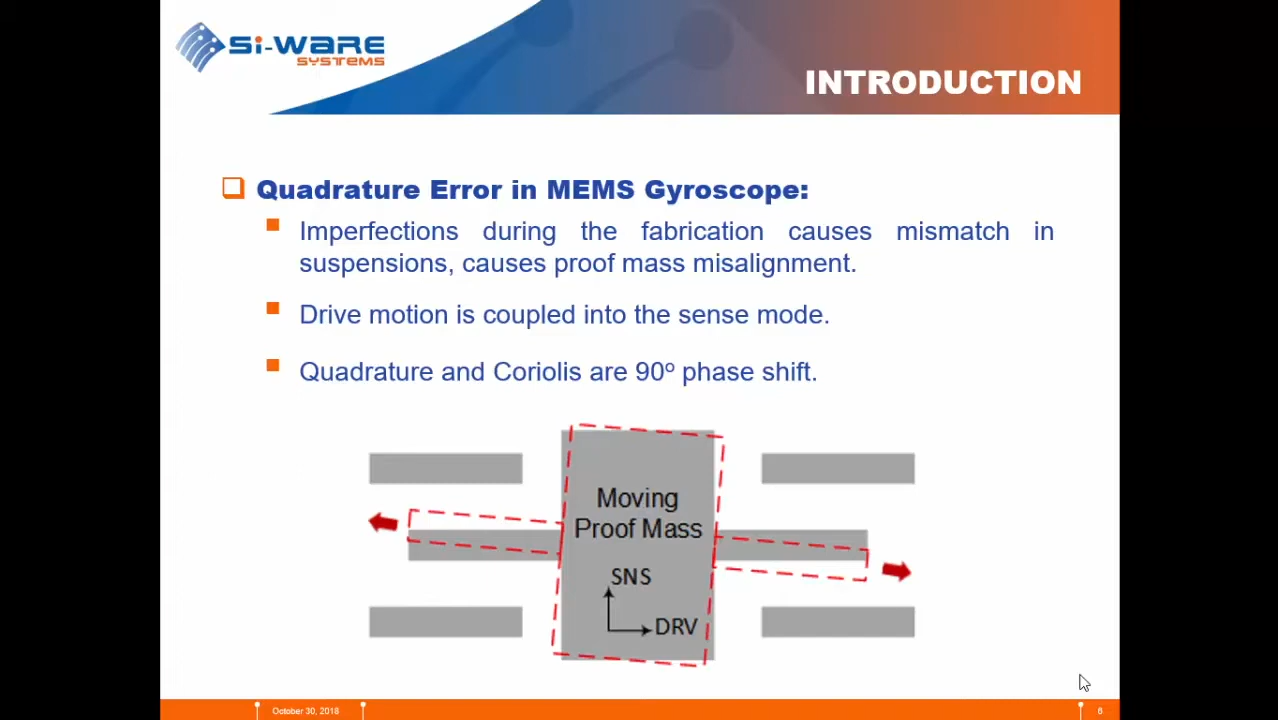 Si-WARE
SYSTEMS
INTRODUCTION
❑ Quadrature Error in MEMS Gyroscope:
▪ Imperfections during the fabrication causes mismatch in
suspensions, causes proof mass misalignment.
▪ Drive motion is coupled into the sense mode.
▪ Quadrature and Coriolis are 90º phase shift.
Moving
Proof Mass
SNS
DRV
October 30, 2018
6